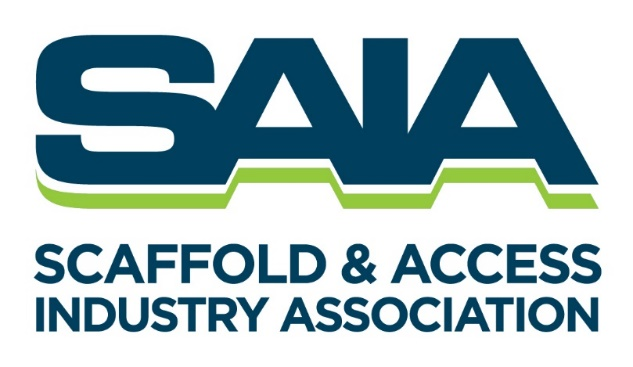 SAIA
SCAFFOLD & ACCESS
INDUSTRY ASSOCIATION